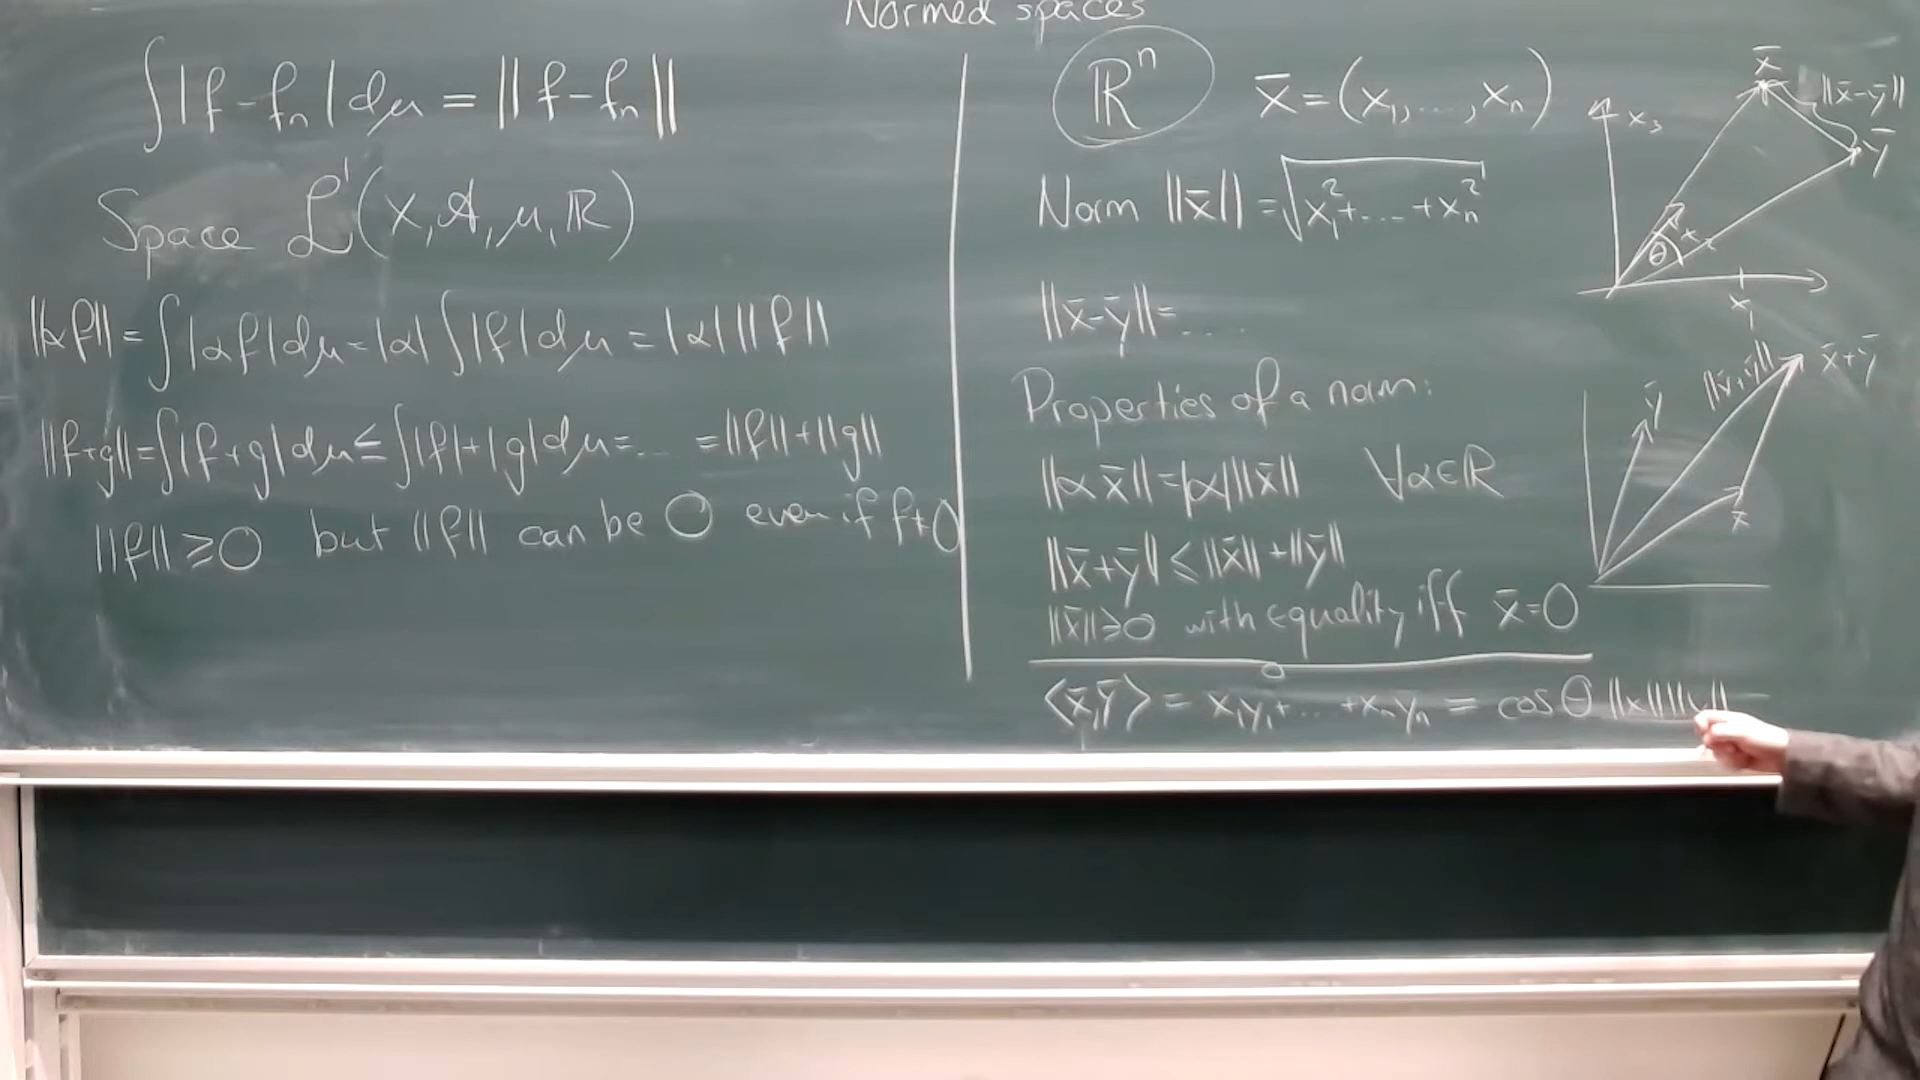 Normed spaces
∫|f-fₙ|dμ = ||f-fₙ||
Space ℒ¹(X,𝒜,μ,ℝ)
||αf|| = ∫|αf|dμ = |α|∫|f|dμ = |α| ||f||
||f+g|| = ∫|f+g|dμ ≤ ∫|f|+|g|dμ = ... = ||f||+||g||
||f|| ≥ 0 but ||f|| can be 0 even if f≠0
ℝⁿ x̄ = (x₁,...,xₙ)
Norm ||x̄|| = √(x₁²+...+xₙ²)
||x̄-ȳ|| = ...
Properties of a norm:
||αx̄|| = |α| ||x̄|| ∀α∈ℝ
||x̄+ȳ|| ≤ ||x̄|| + ||ȳ||
||x̄|| ≥ 0 with equality iff x̄=0
⟨x̄,ȳ⟩ = x₁y₁+...+xₙyₙ = cos θ ||x|| ||y||
x̄
||x̄-ȳ||
ȳ
θ
x₁
ȳ
||x̄+ȳ||
x̄+ȳ
x̄